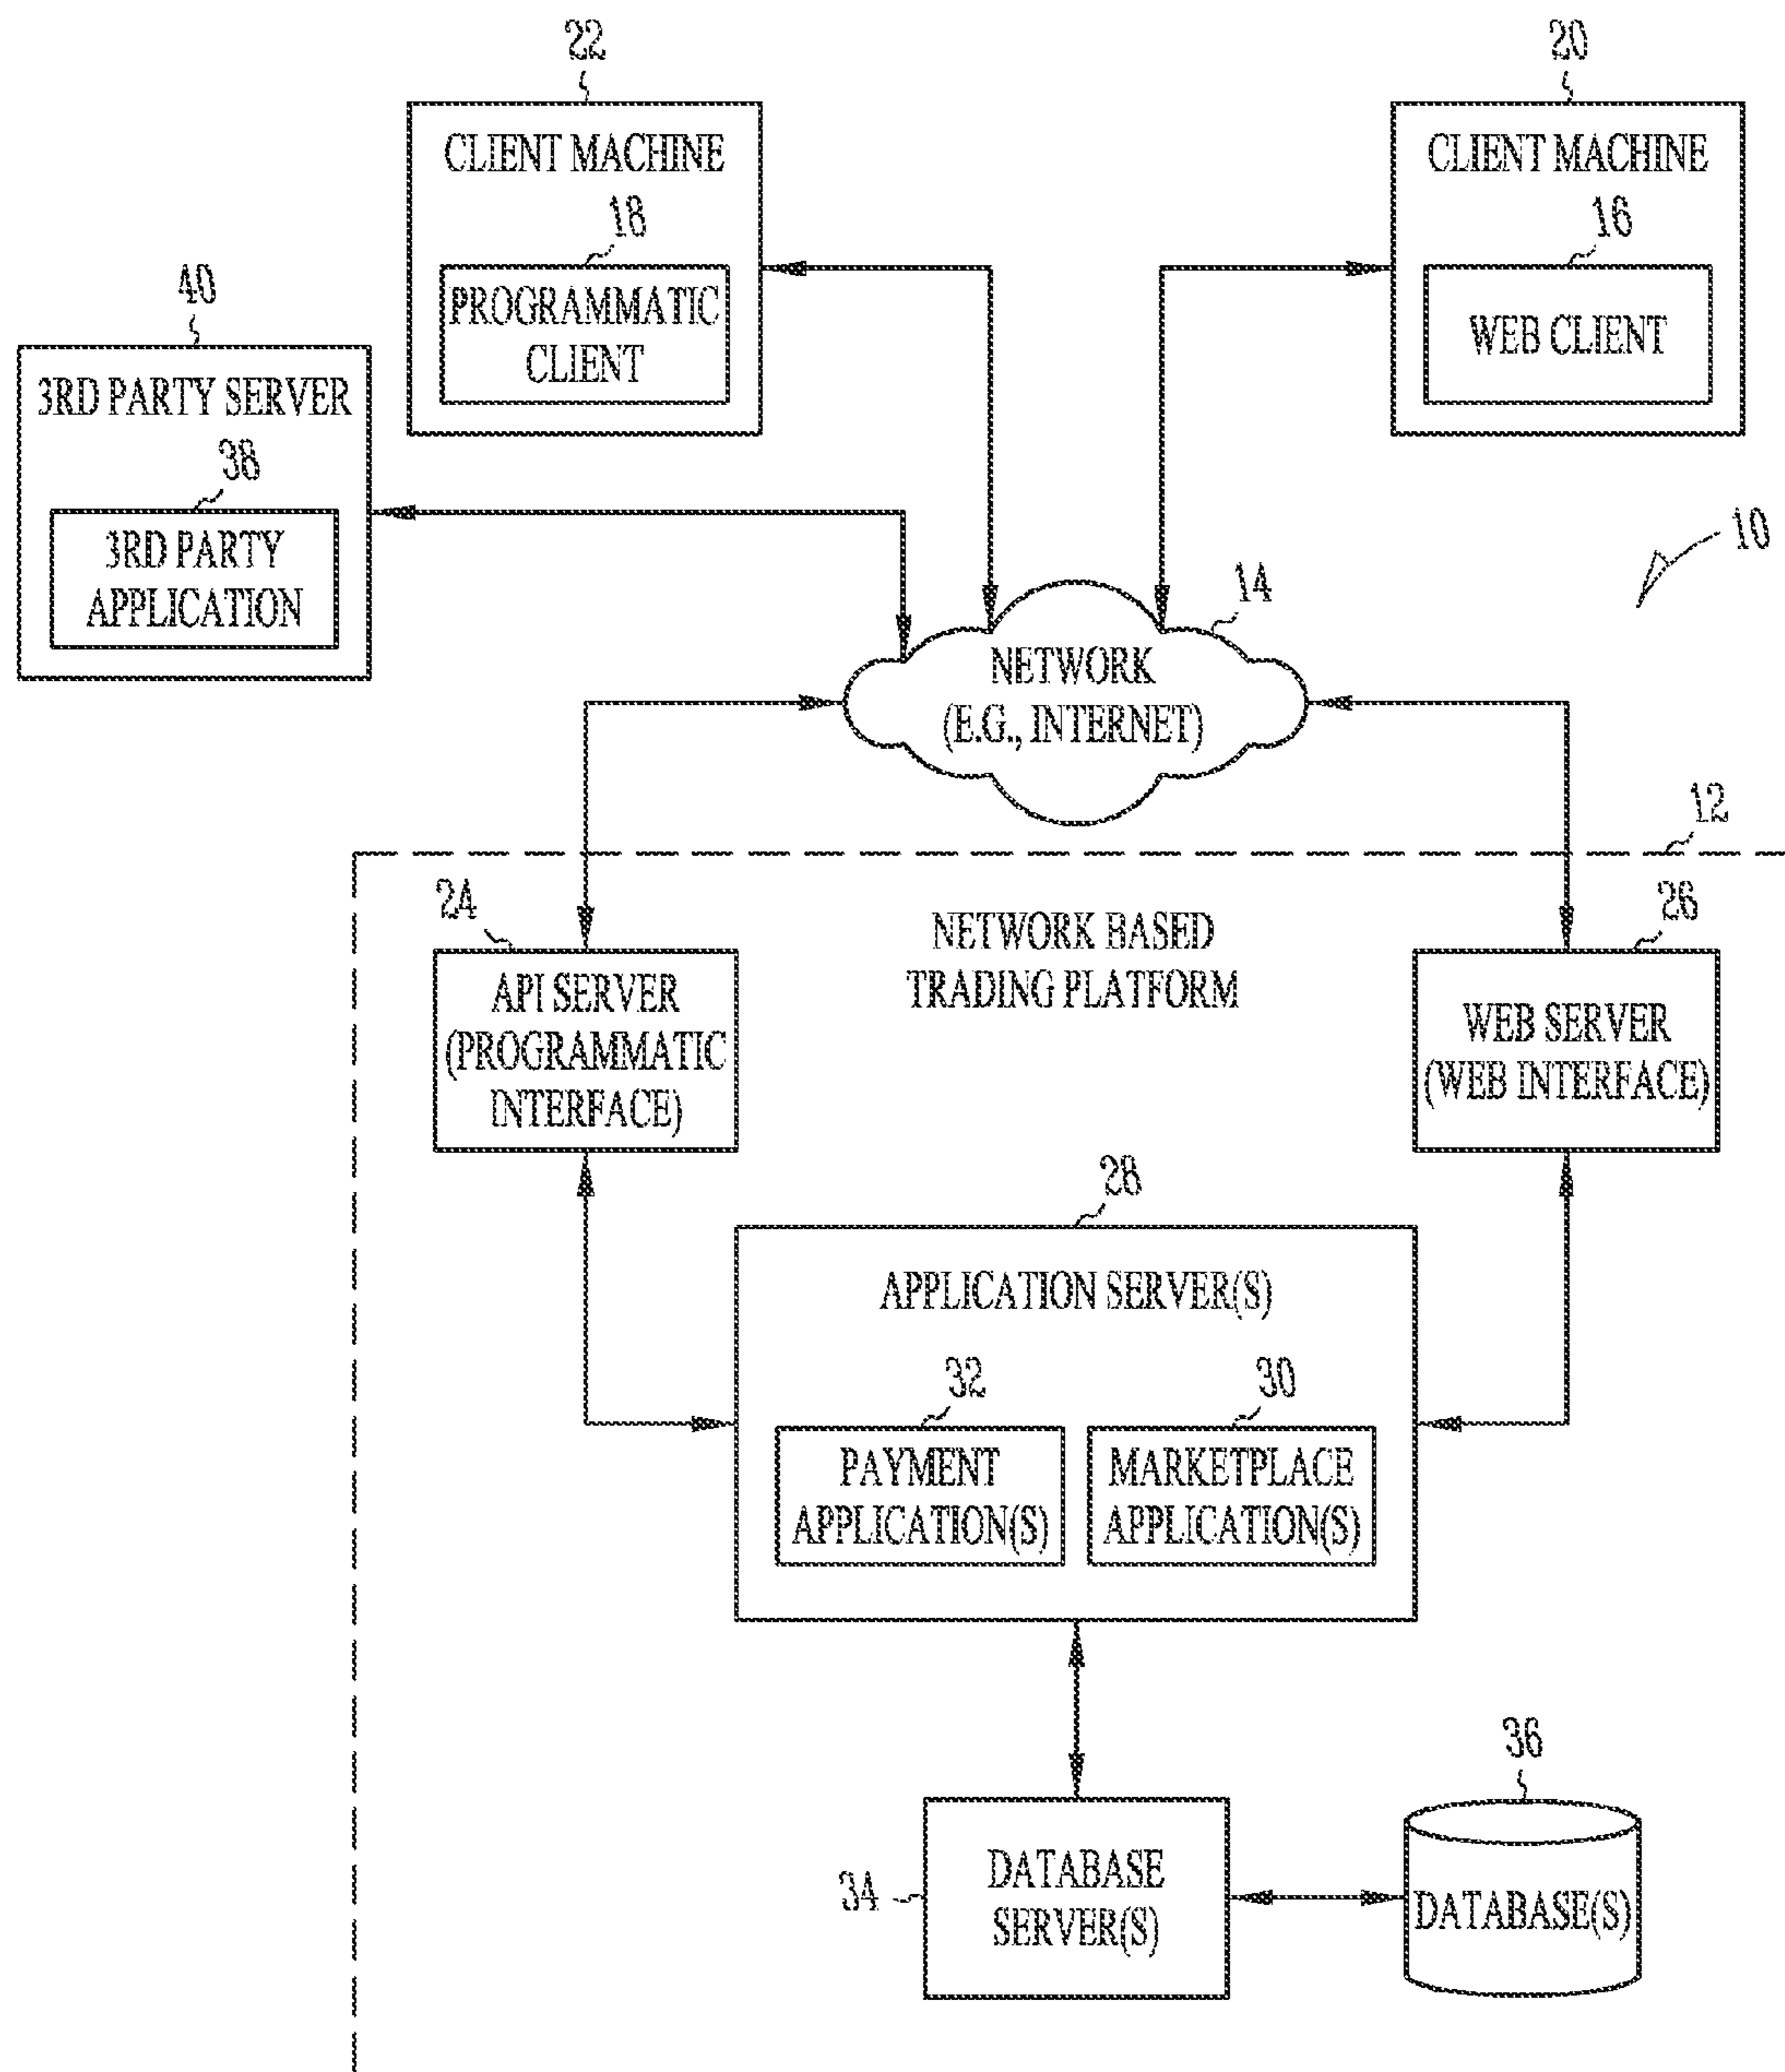 22
CLIENT MACHINE
18
PROGRAMMATIC
CLIENT
20
CLIENT MACHINE
16
WEB CLIENT
40
3RD PARTY SERVER
38
3RD PARTY
APPLICATION
10
14
NETWORK
(E.G., INTERNET)
12
NETWORK BASED
TRADING PLATFORM
24
API SERVER
(PROGRAMMATIC
INTERFACE)
26
WEB SERVER
(WEB INTERFACE)
28
APPLICATION SERVER(S)
32
PAYMENT
APPLICATION(S)
30
MARKETPLACE
APPLICATION(S)
34
DATABASE
SERVER(S)
36
DATABASE(S)